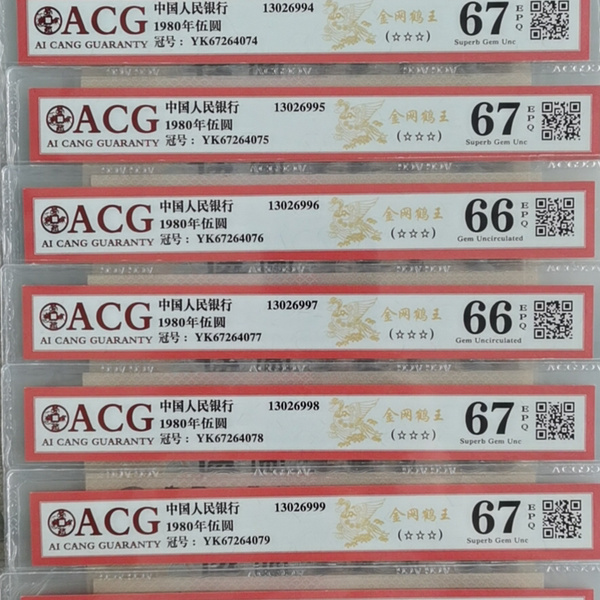 ACG
AI CANG GUARANTY
中国人民银行 13026994
1980年伍圆
冠号： YK67264074
金网鹤王
(☆☆☆)
67 EPQ
Superb Gem Unc
ACG
AI CANG GUARANTY
中国人民银行 13026995
1980年伍圆
冠号： YK67264075
金网鹤王
(☆☆☆)
67 EPQ
Superb Gem Unc
ACG
AI CANG GUARANTY
中国人民银行 13026996
1980年伍圆
冠号： YK67264076
金网鹤王
(☆☆☆)
66 EPQ
Gem Uncirculated
ACG
AI CANG GUARANTY
中国人民银行 13026997
1980年伍圆
冠号： YK67264077
金网鹤王
(☆☆☆)
66 EPQ
Gem Uncirculated
ACG
AI CANG GUARANTY
中国人民银行 13026998
1980年伍圆
冠号： YK67264078
金网鹤王
(☆☆☆)
67 EPQ
Superb Gem Unc
ACG
AI CANG GUARANTY
中国人民银行 13026999
1980年伍圆
冠号： YK67264079
金网鹤王
(☆☆☆)
67 EPQ
Superb Gem Unc